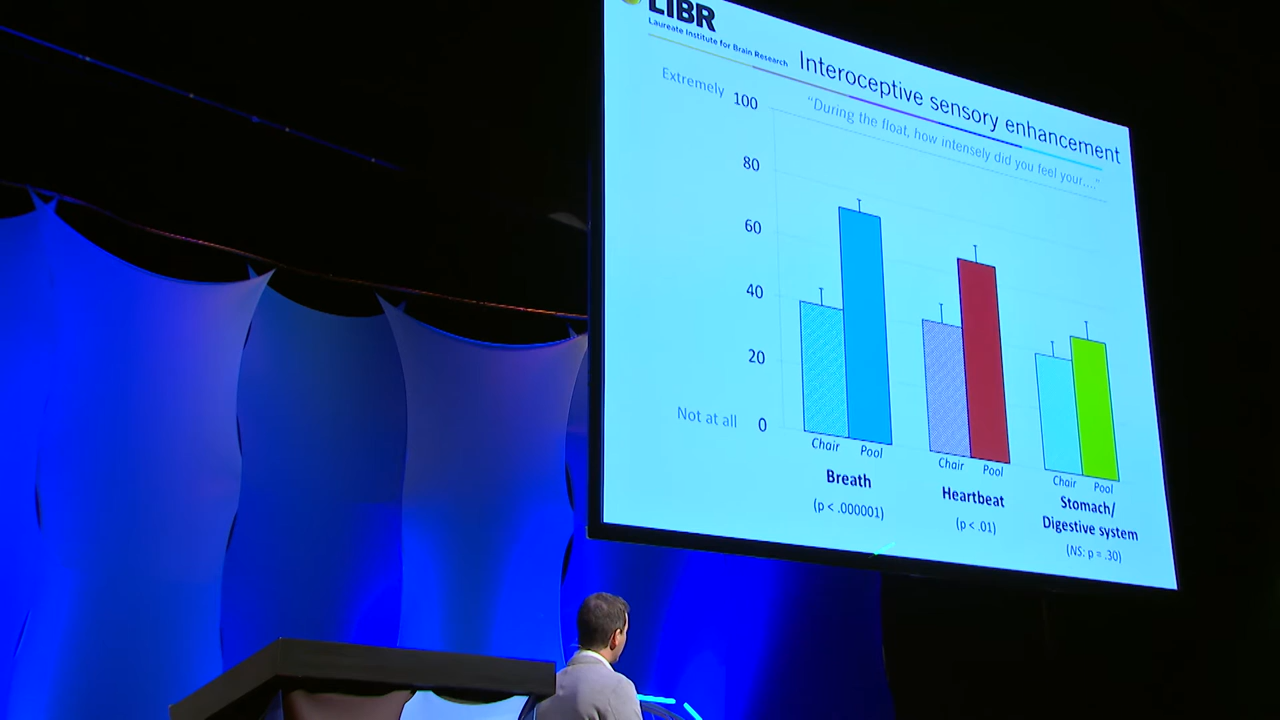 LIBR
Laureate Institute for Brain Research
Interoceptive sensory enhancement
"During the float, how intensely did you feel your...."
Extremely
100
80
60
40
20
Not at all 0
Chair Pool Chair Pool Chair Pool
Breath
(p < .000001)
Heartbeat
(p < .01)
Stomach/
Digestive system
(NS: p = .30)